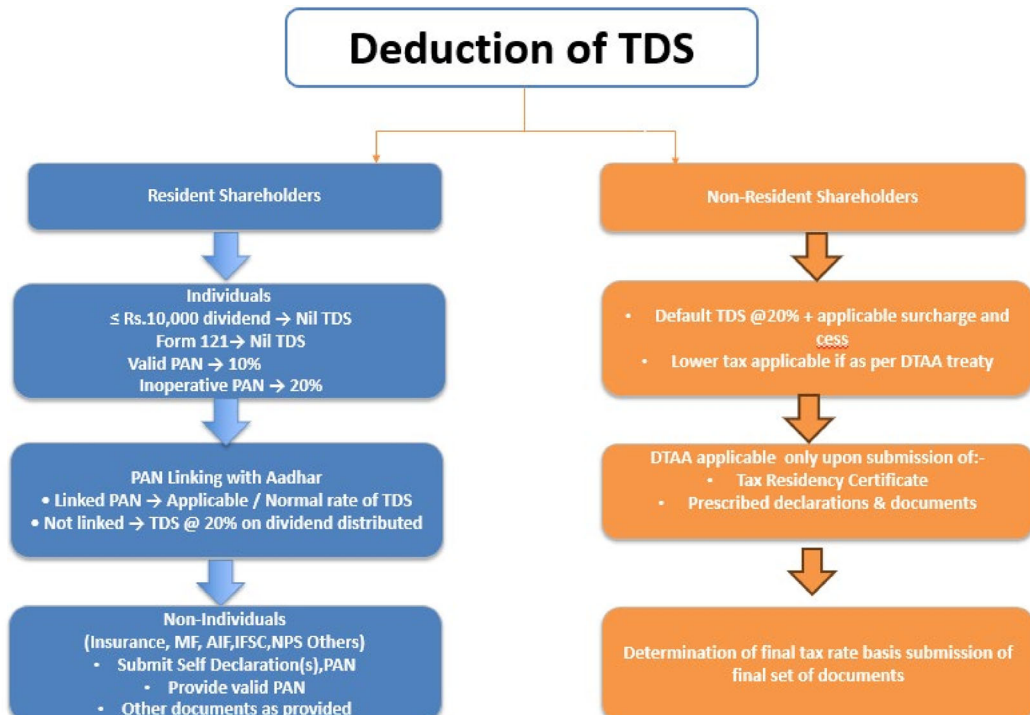 Deduction of TDS
Resident Shareholders
Individuals
≤ Rs.10,000 dividend → Nil TDS
Form 121→ Nil TDS
Valid PAN → 10%
Inoperative PAN → 20%
PAN Linking with Aadhar
• Linked PAN → Applicable / Normal rate of TDS
• Not linked → TDS @ 20% on dividend distributed
Non-Individuals
(Insurance, MF, AIF,IFSC,NPS Others)
• Submit Self Declaration(s),PAN
• Provide valid PAN
• Other documents as provided
Non-Resident Shareholders
• Default TDS @20% + applicable surcharge and
cess
• Lower tax applicable if as per DTAA treaty
DTAA applicable only upon submission of:-
• Tax Residency Certificate
• Prescribed declarations & documents
Determination of final tax rate basis submission of
final set of documents